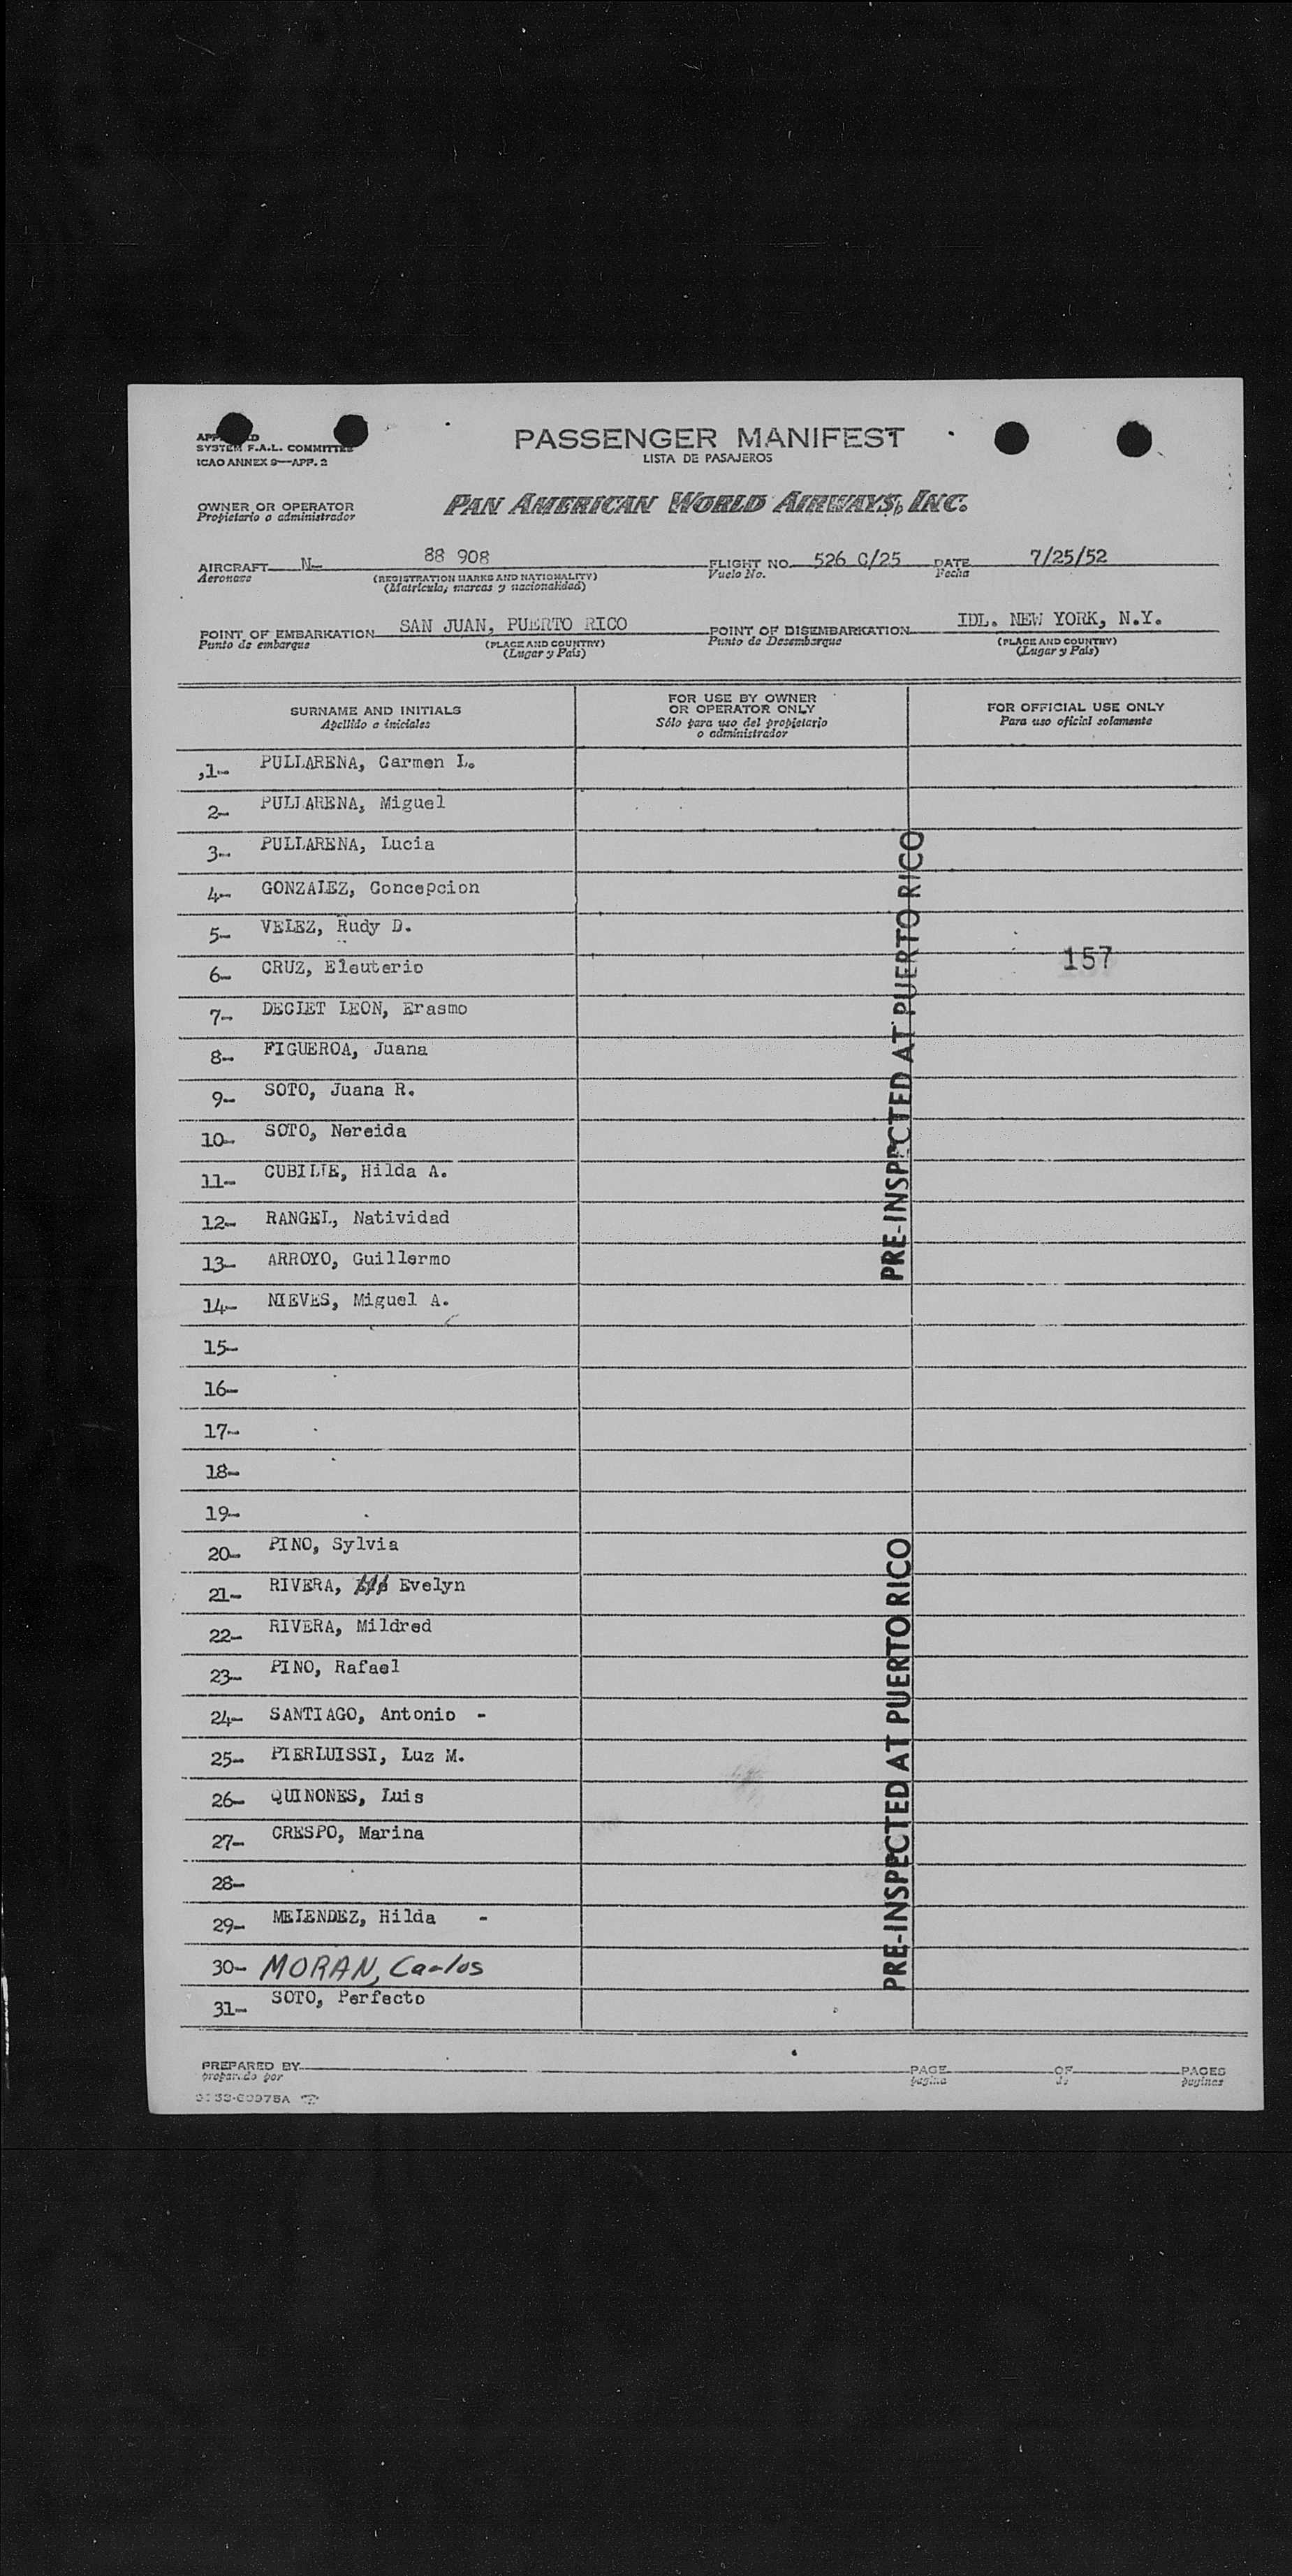 APP D
SYSTEM F.A.L. COMMITTEE
ICAO ANNEX 9—APP. 2
PASSENGER MANIFEST
LISTA DE PASAJEROS
OWNER OR OPERATOR
Propietario o administrador
PAN AMERICAN WORLD AIRWAYS, INC.
AIRCRAFT N- 88 908 FLIGHT NO. 526 C/25 DATE 7/25/52
Aeronave (REGISTRATION MARKS AND NATIONALITY) Vuelo No. Fecha
(Matrícula, marcas y nacionalidad)
POINT OF EMBARKATION SAN JUAN, PUERTO RICO POINT OF DISEMBARKATION IDL. NEW YORK, N.Y.
Punto de embarque (PLACE AND COUNTRY) Punto de Desembarque (PLACE AND COUNTRY)
(Lugar y País) (Lugar y País)
SURNAME AND INITIALS
Apellido e iniciales
FOR USE BY OWNER
OR OPERATOR ONLY
Sólo para uso del propietario
o administrador
FOR OFFICIAL USE ONLY
Para uso oficial solamente
1- PULLARENA, Carmen L.
2- PULLARENA, Miguel
3- PULLARENA, Lucia
4- GONZALEZ, Concepcion
5- VELEZ, Rudy D.
6- CRUZ, Eleuterio 157
7- DECLET LEON, Erasmo
8- FIGUEROA, Juana
9- SOTO, Juana R.
10- SOTO, Nereida
11- CUBILIE, Hilda A.
12- RANGEL, Natividad
13- ARROYO, Guillermo
14- NIEVES, Miguel A.
PRE-INSPECTED AT PUERTO RICO
15-
16-
17-
18-
19-
20- PINO, Sylvia
21- RIVERA, Evelyn
22- RIVERA, Mildred
23- PINO, Rafael
24- SANTIAGO, Antonio -
25- PIERLUISSI, Luz M.
26- QUINONES, Luis
27- CRESPO, Marina
28-
29- MELENDEZ, Hilda -
30- MORAN, Carlos
31- SOTO, Perfecto
PRE-INSPECTED AT PUERTO RICO
PREPARED BY PAGE OF PAGES
preparado por pagina de paginas